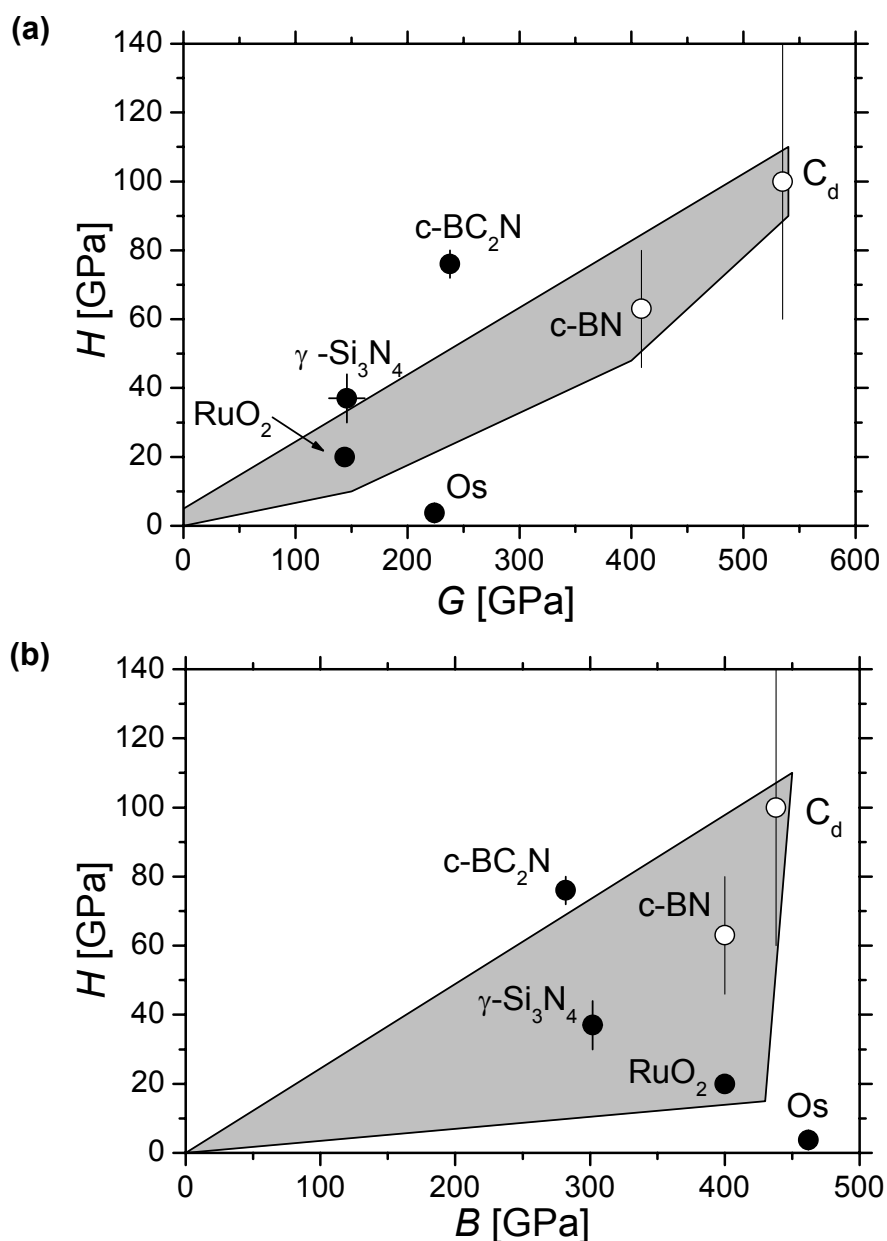 (a)
140
120
100
80
60
40
20
0
H [GPa]
C_d
c-BC₂N
c-BN
γ -Si₃N₄
RuO₂
Os
0 100 200 300 400 500 600
G [GPa]
(b)
140
120
100
80
60
40
20
0
H [GPa]
C_d
c-BC₂N
c-BN
γ-Si₃N₄
RuO₂
Os
0 100 200 300 400 500
B [GPa]